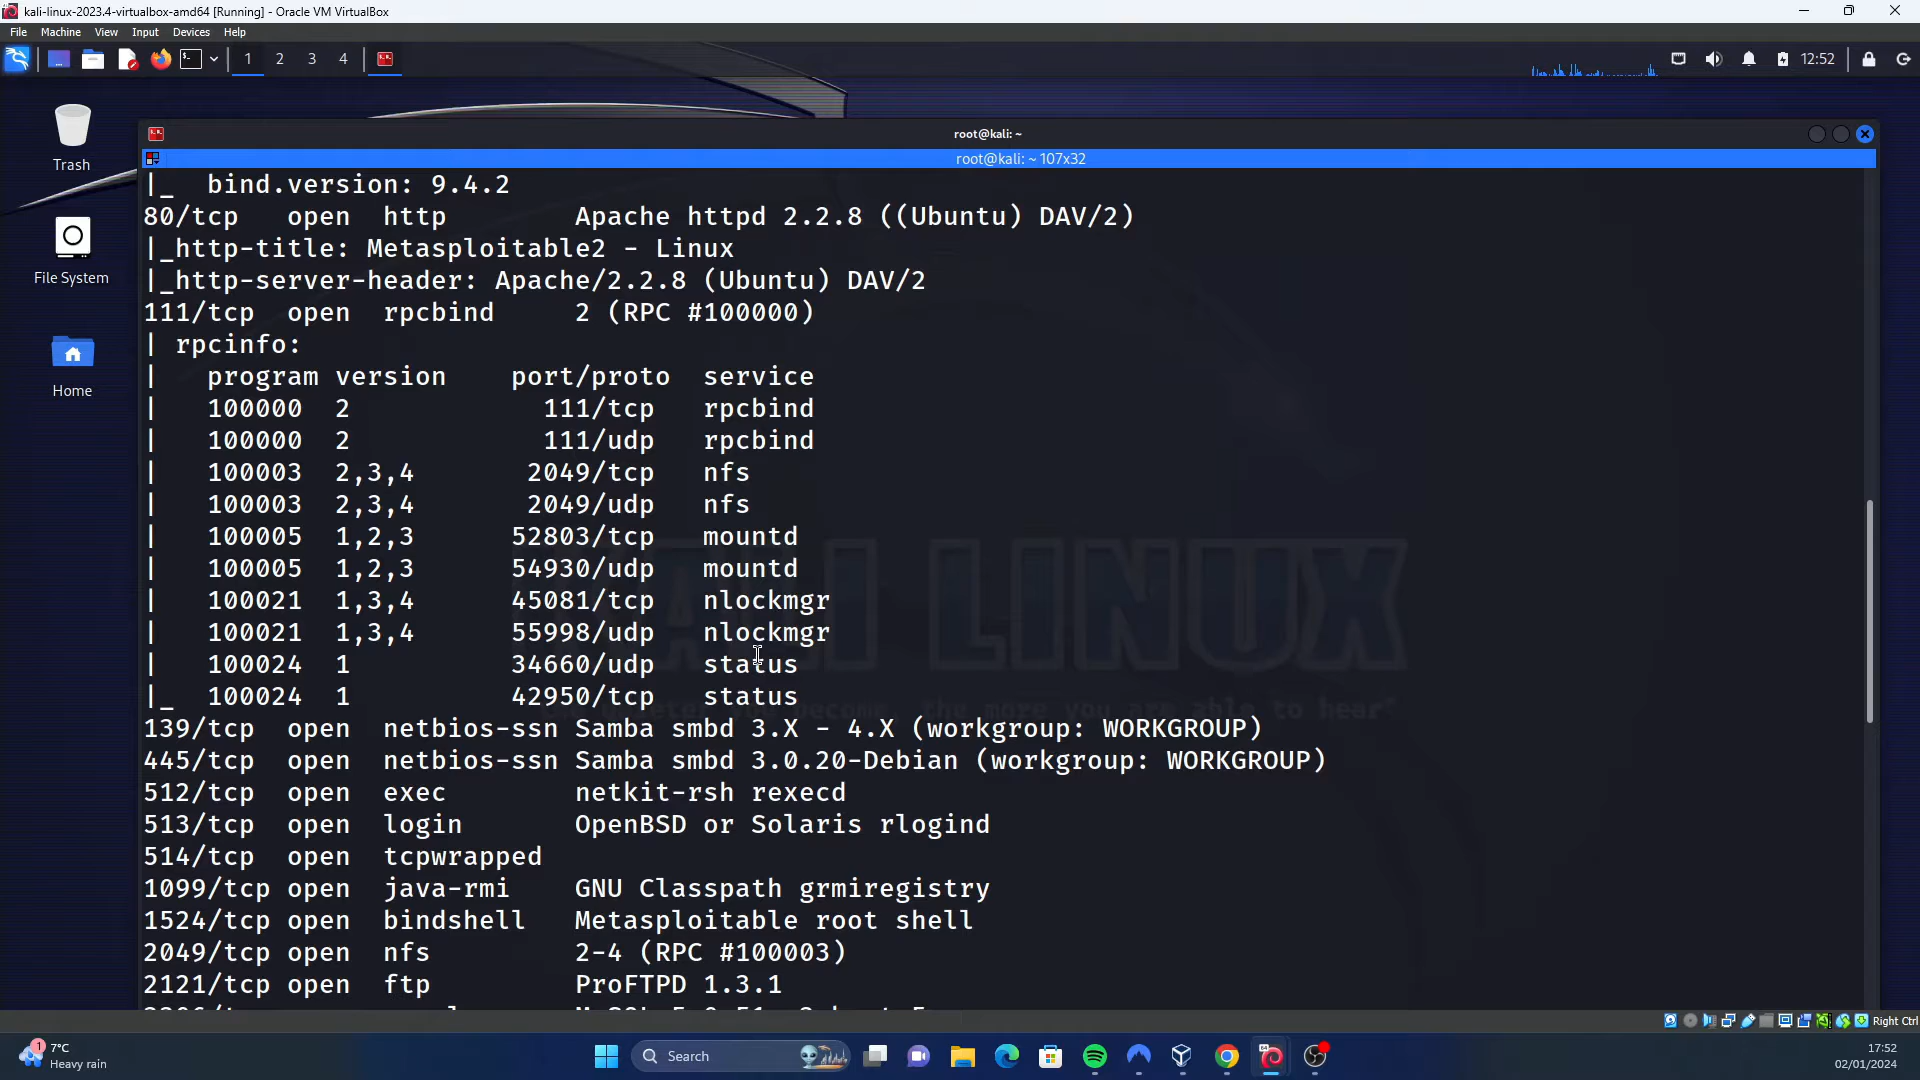 kali-linux-2023.4-virtualbox-amd64 [Running] - Oracle VM VirtualBox
File Machine View Input Devices Help
1 2 3 4
12:52
Trash
File System
Home
root@kali: ~
root@kali: ~ 107x32
|_  bind.version: 9.4.2
80/tcp   open  http        Apache httpd 2.2.8 ((Ubuntu) DAV/2)
|_http-title: Metasploitable2 - Linux
|_http-server-header: Apache/2.2.8 (Ubuntu) DAV/2
111/tcp  open  rpcbind     2 (RPC #100000)
| rpcinfo:
|   program version    port/proto  service
|   100000  2            111/tcp   rpcbind
|   100000  2            111/udp   rpcbind
|   100003  2,3,4       2049/tcp   nfs
|   100003  2,3,4       2049/udp   nfs
|   100005  1,2,3      52803/tcp   mountd
|   100005  1,2,3      54930/udp   mountd
|   100021  1,3,4      45081/tcp   nlockmgr
|   100021  1,3,4      55998/udp   nlockmgr
|   100024  1          34660/udp   status
|_  100024  1          42950/tcp   status
139/tcp  open  netbios-ssn Samba smbd 3.X - 4.X (workgroup: WORKGROUP)
445/tcp  open  netbios-ssn Samba smbd 3.0.20-Debian (workgroup: WORKGROUP)
512/tcp  open  exec        netkit-rsh rexecd
513/tcp  open  login       OpenBSD or Solaris rlogind
514/tcp  open  tcpwrapped
1099/tcp open  java-rmi    GNU Classpath grmiregistry
1524/tcp open  bindshell   Metasploitable root shell
2049/tcp open  nfs         2-4 (RPC #100003)
2121/tcp open  ftp         ProFTPD 1.3.1
KALI LINUX
become, the more you are able to hear"
Right Ctrl
1
7°C
Heavy rain
Search
17:52
02/01/2024